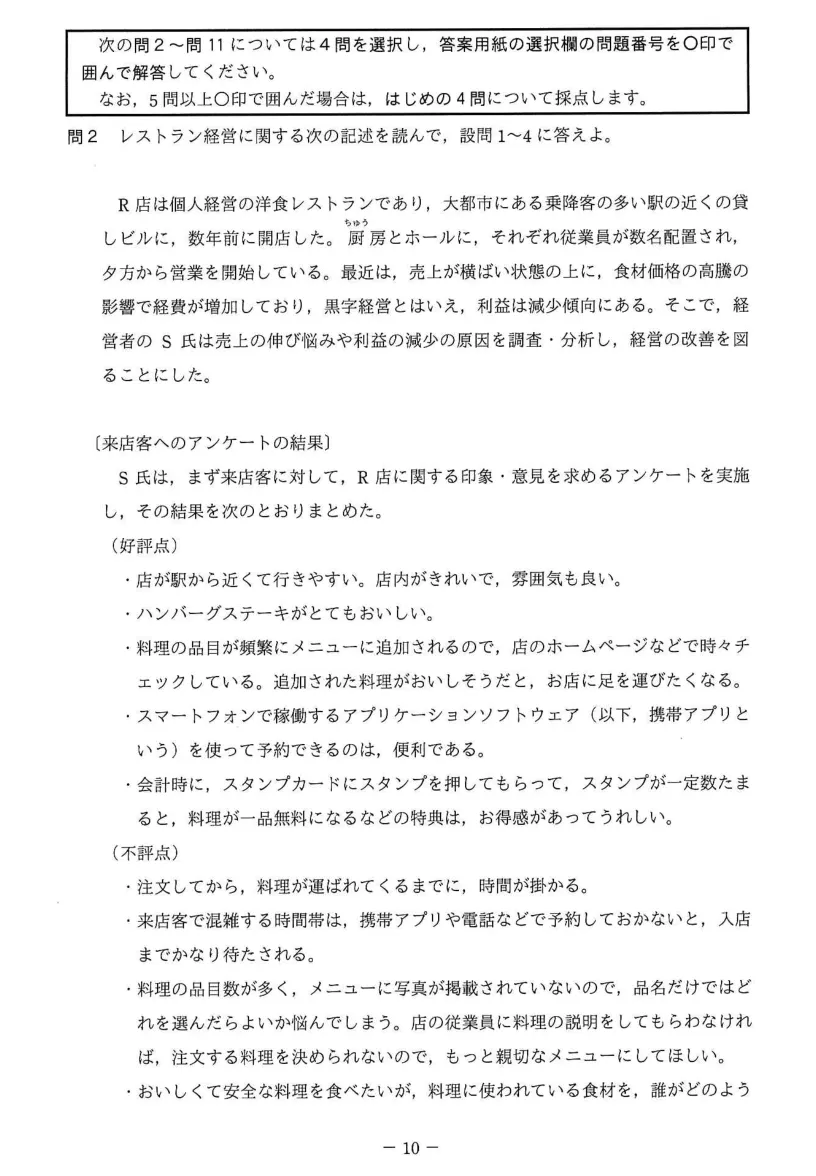 次の問２～問 11 については４問を選択し，答案用紙の選択欄の問題番号を〇印で
囲んで解答してください。
なお，５問以上〇印で囲んだ場合は，はじめの４問について採点します。
問２　レストラン経営に関する次の記述を読んで，設問 1～4 に答えよ。
R 店は個人経営の洋食レストランであり，大都市にある乗降客の多い駅の近くの貸
ちゅう
しビルに，数年前に開店した。厨房とホールに，それぞれ従業員が数名配置され，
夕方から営業を開始している。最近は，売上が横ばい状態の上に，食材価格の高騰の
影響で経費が増加しており，黒字経営とはいえ，利益は減少傾向にある。そこで，経
営者の S 氏は売上の伸び悩みや利益の減少の原因を調査・分析し，経営の改善を図
ることにした。
〔来店客へのアンケートの結果〕
S 氏は，まず来店客に対して，R 店に関する印象・意見を求めるアンケートを実施
し，その結果を次のとおりまとめた。
（好評点）
・店が駅から近くて行きやすい。店内がきれいで，雰囲気も良い。
・ハンバーグステーキがとてもおいしい。
・料理の品目が頻繁にメニューに追加されるので，店のホームページなどで時々チ
ェックしている。追加された料理がおいしそうだと，お店に足を運びたくなる。
・スマートフォンで稼働するアプリケーションソフトウェア（以下，携帯アプリと
いう）を使って予約できるのは，便利である。
・会計時に，スタンプカードにスタンプを押してもらって，スタンプが一定数たま
ると，料理が一品無料になるなどの特典は，お得感があってうれしい。
（不評点）
・注文してから，料理が運ばれてくるまでに，時間が掛かる。
・来店客で混雑する時間帯は，携帯アプリや電話などで予約しておかないと，入店
までかなり待たされる。
・料理の品目数が多く，メニューに写真が掲載されていないので，品名だけではど
れを選んだらよいか悩んでしまう。店の従業員に料理の説明をしてもらわなけれ
ば，注文する料理を決められないので，もっと親切なメニューにしてほしい。
・おいしくて安全な料理を食べたいが，料理に使われている食材を，誰がどのよう
－ 10 －